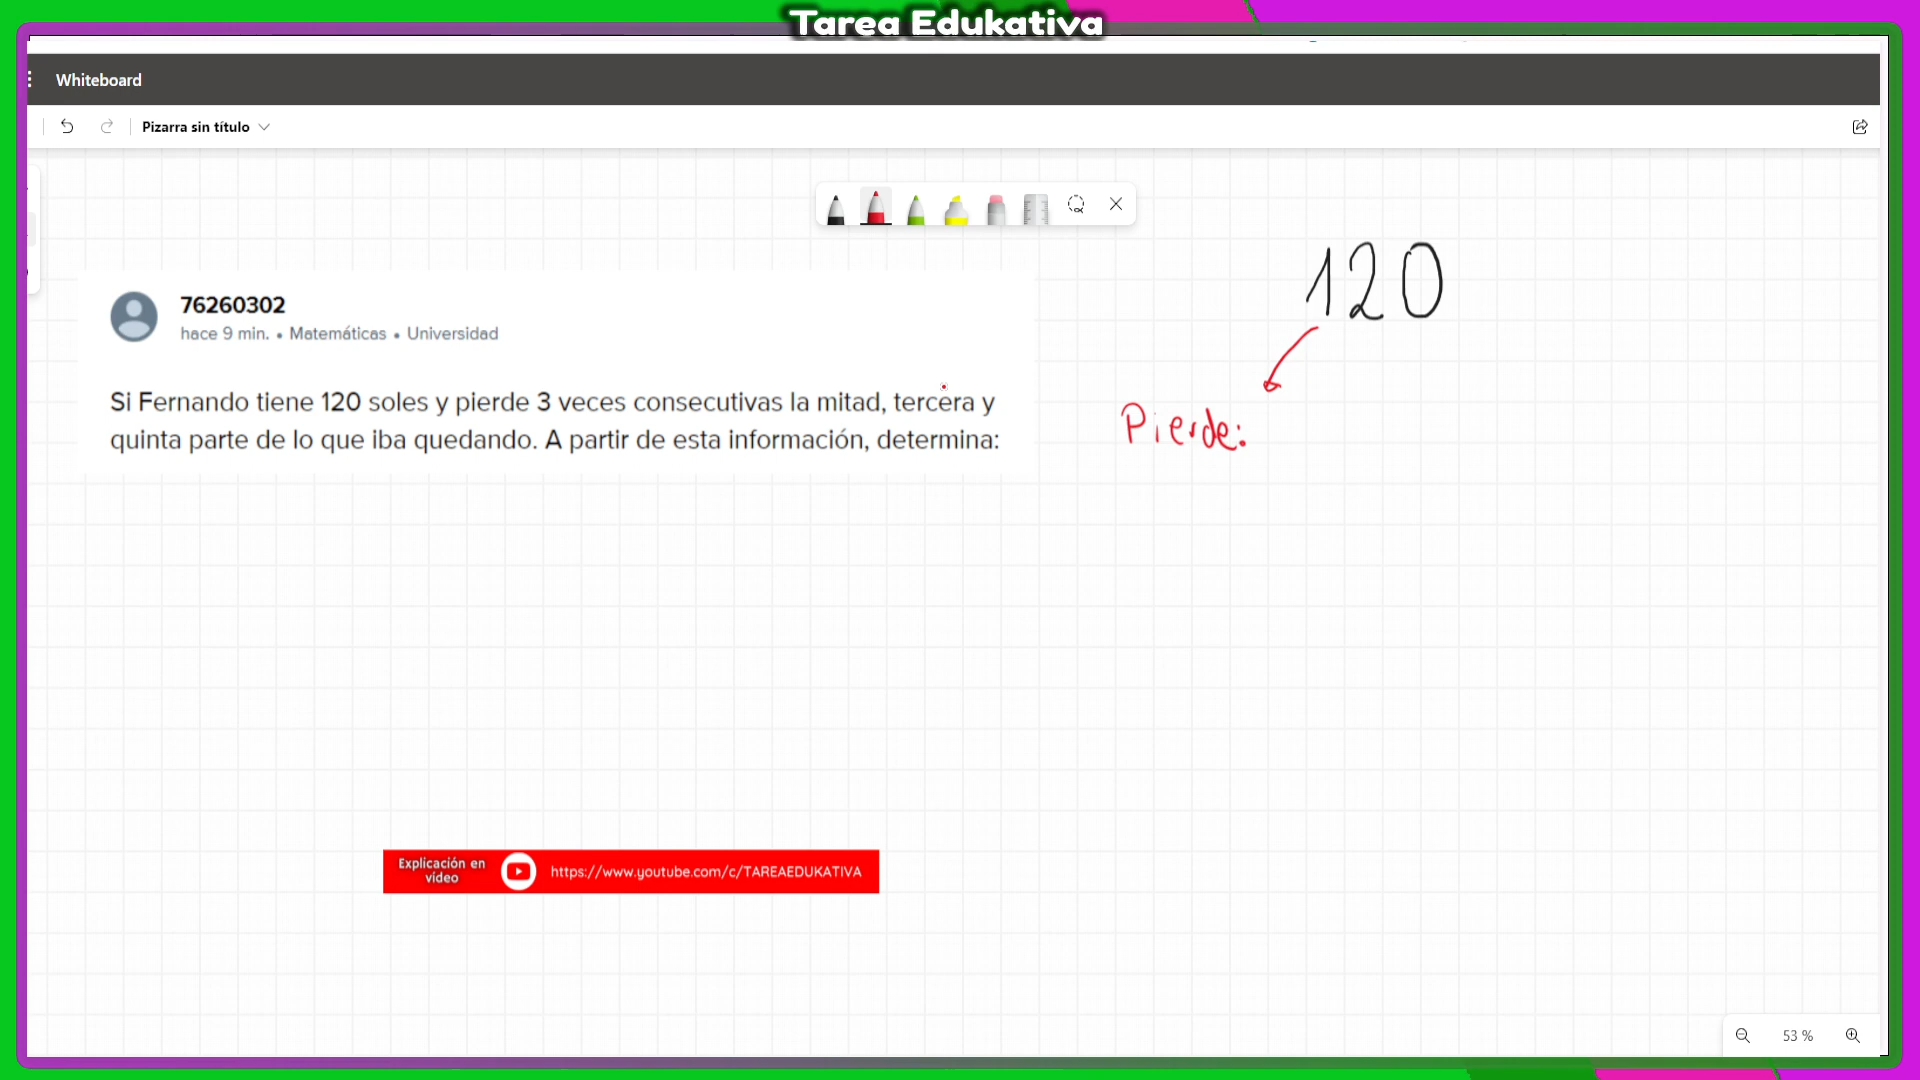 Tarea Edukativa
Whiteboard
Pizarra sin título
120
76260302
hace 9 min. • Matemáticas • Universidad
Si Fernando tiene 120 soles y pierde 3 veces consecutivas la mitad, tercera y
quinta parte de lo que iba quedando. A partir de esta información, determina:
Pierde:
Explicación en
vídeo
https://www.youtube.com/c/TAREAEDUKATIVA
53 %